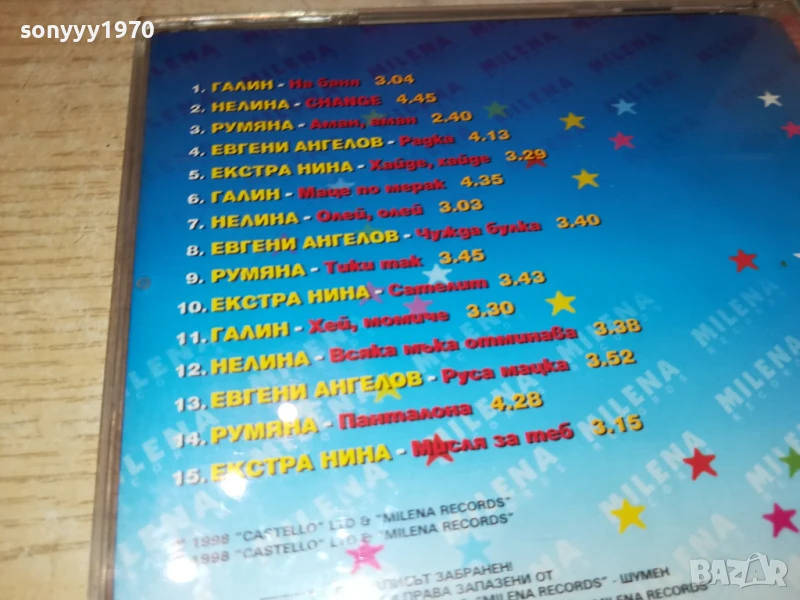 sonyyy1970
1. ГАЛИН - На баня 3.04
2. НЕЛИНА - CHANGE 4.45
3. РУМЯНА - Аман, аман 2.40
4. ЕВГЕНИ АНГЕЛОВ - Радка 4.13
5. ЕКСТРА НИНА - Хайде, хайде 3.29
6. ГАЛИН - Маце по мерак 4.35
7. НЕЛИНА - Олей, олей 3.03
8. ЕВГЕНИ АНГЕЛОВ - Чужда булка 3.40
9. РУМЯНА - Тики так 3.45
10. ЕКСТРА НИНА - Сателит 3.43
11. ГАЛИН - Хей, момиче 3.30
12. НЕЛИНА - Всяка мъка отминава 3.38
13. ЕВГЕНИ АНГЕЛОВ - Руса мацка 3.52
14. РУМЯНА - Панталона 4.28
15. ЕКСТРА НИНА - Мисля за теб 3.15
MILENA
RECORDS
1998 "CASTELLO" LTD & "MILENA RECORDS"
1998 "CASTELLO" LTD & "MILENA RECORDS"
ЗАБРАНЕН!
ПРАВА ЗАПАЗЕНИ ОТ
"MILENA RECORDS" - ШУМЕН
RECORDS"
BAZAR